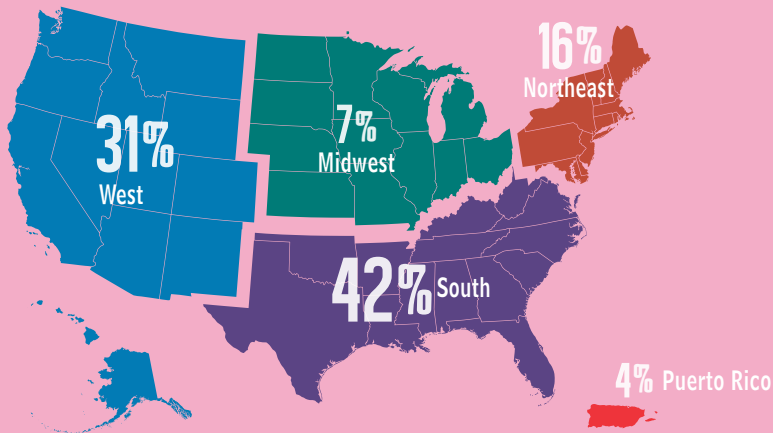 16%
Northeast
31%
West
7%
Midwest
42% South
4% Puerto Rico